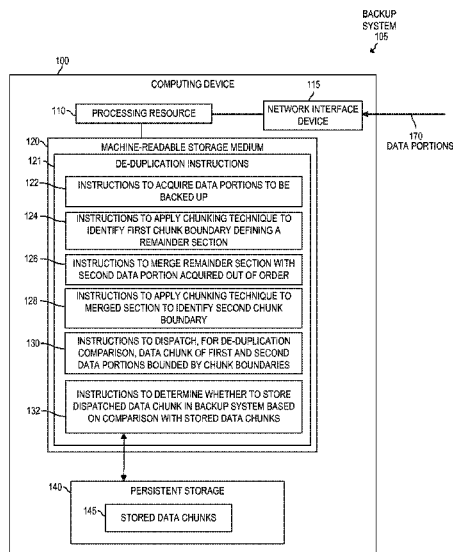 BACKUP
SYSTEM
105
100
COMPUTING DEVICE
115
110
PROCESSING RESOURCE
NETWORK INTERFACE
DEVICE
170
DATA PORTIONS
120
MACHINE-READABLE STORAGE MEDIUM
121
DE-DUPLICATION INSTRUCTIONS
122
INSTRUCTIONS TO ACQUIRE DATA PORTIONS TO BE
BACKED UP
124
INSTRUCTIONS TO APPLY CHUNKING TECHNIQUE TO
IDENTIFY FIRST CHUNK BOUNDARY DEFINING A
REMAINDER SECTION
126
INSTRUCTIONS TO MERGE REMAINDER SECTION WITH
SECOND DATA PORTION ACQUIRED OUT OF ORDER
128
INSTRUCTIONS TO APPLY CHUNKING TECHNIQUE TO
MERGED SECTION TO IDENTIFY SECOND CHUNK
BOUNDARY
130
INSTRUCTIONS TO DISPATCH, FOR DE-DUPLICATION
COMPARISON, DATA CHUNK OF FIRST AND SECOND
DATA PORTIONS BOUNDED BY CHUNK BOUNDARIES
132
INSTRUCTIONS TO DETERMINE WHETHER TO STORE
DISPATCHED DATA CHUNK IN BACKUP SYSTEM BASED
ON COMPARISON WITH STORED DATA CHUNKS
140
PERSISTENT STORAGE
145
STORED DATA CHUNKS